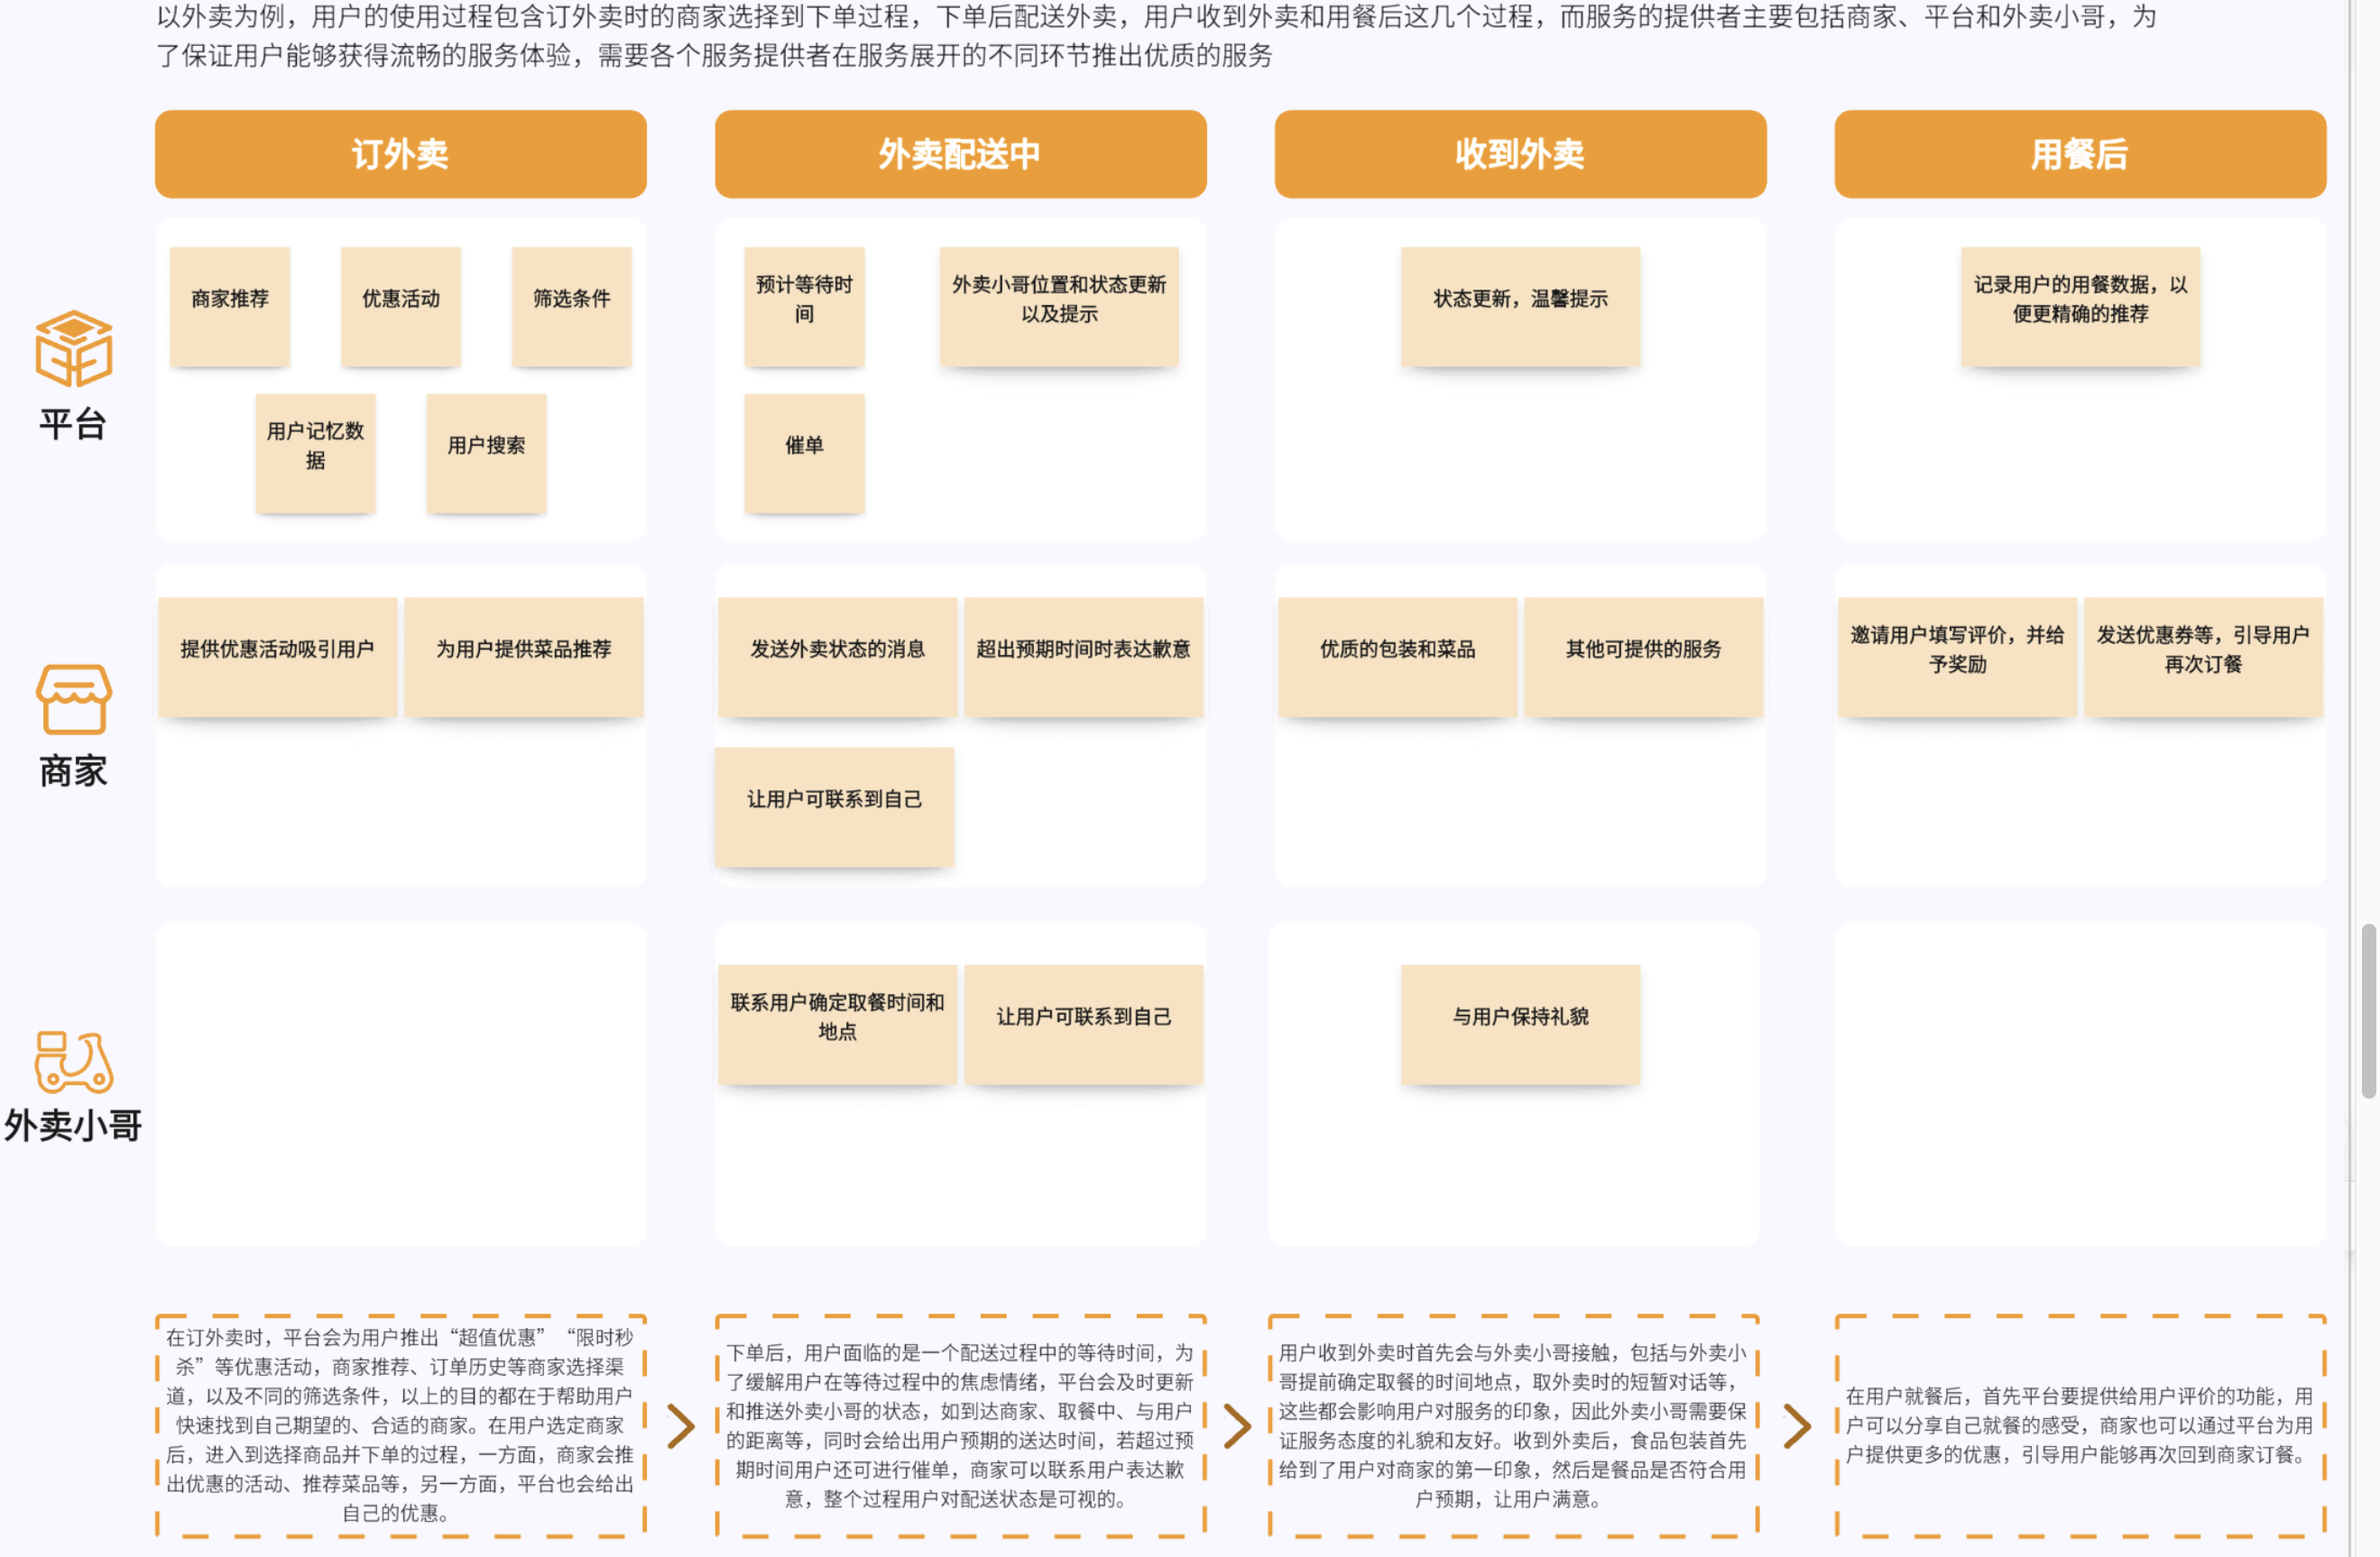 以外卖为例，用户的使用过程包含订外卖时的商家选择到下单过程，下单后配送外卖，用户收到外卖和用餐后这几个过程，而服务的提供者主要包括商家、平台和外卖小哥，为
了保证用户能够获得流畅的服务体验，需要各个服务提供者在服务展开的不同环节推出优质的服务
订外卖
外卖配送中
收到外卖
用餐后
平台
商家推荐
优惠活动
筛选条件
用户记忆数
据
用户搜索
预计等待时
间
外卖小哥位置和状态更新
以及提示
催单
状态更新，温馨提示
记录用户的用餐数据，以
便更精确的推荐
商家
提供优惠活动吸引用户
为用户提供菜品推荐
发送外卖状态的消息
超出预期时间时表达歉意
让用户可联系到自己
优质的包装和菜品
其他可提供的服务
邀请用户填写评价，并给
予奖励
发送优惠券等，引导用户
再次订餐
外卖小哥
联系用户确定取餐时间和
地点
让用户可联系到自己
与用户保持礼貌
在订外卖时，平台会为用户推出“超值优惠”“限时秒
杀”等优惠活动，商家推荐、订单历史等商家选择渠
道，以及不同的筛选条件，以上的目的都在于帮助用户
快速找到自己期望的、合适的商家。在用户选定商家
后，进入到选择商品并下单的过程，一方面，商家会推
出优惠的活动、推荐菜品等，另一方面，平台也会给出
自己的优惠。
下单后，用户面临的是一个配送过程中的等待时间，为
了缓解用户在等待过程中的焦虑情绪，平台会及时更新
和推送外卖小哥的状态，如到达商家、取餐中、与用户
的距离等，同时会给出用户预期的送达时间，若超过预
期时间用户还可进行催单，商家可以联系用户表达歉
意，整个过程用户对配送状态是可视的。
用户收到外卖时首先会与外卖小哥接触，包括与外卖小
哥提前确定取餐的时间地点，取外卖时的短暂对话等，
这些都会影响用户对服务的印象，因此外卖小哥需要保
证服务态度的礼貌和友好。收到外卖后，食品包装首先
给到了用户对商家的第一印象，然后是餐品是否符合用
户预期，让用户满意。
在用户就餐后，首先平台要提供给用户评价的功能，用
户可以分享自己就餐的感受，商家也可以通过平台为用
户提供更多的优惠，引导用户能够再次回到商家订餐。